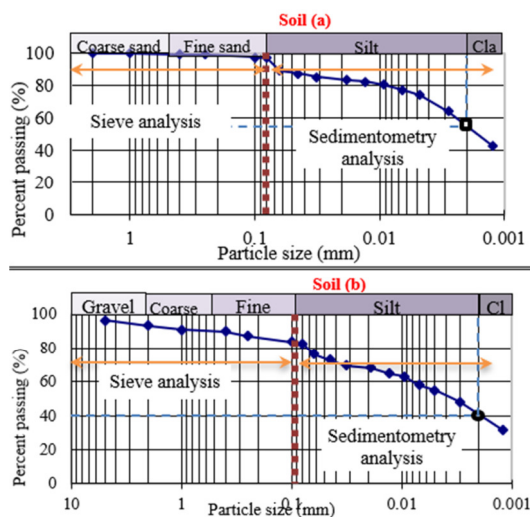 Soil (a)
Coarse sand Fine sand Silt Cla
100
80
60
40
20
0
Percent passing (%)
Sieve analysis
Sedimentometry
analysis
1 0.1 0.01 0.001
Particle size (mm)
Soil (b)
Gravel Coarse Fine Silt Cl
100
80
60
40
20
0
Percent passing (%)
Sieve analysis
Sedimentometry
analysis
10 1 0.1 0.01 0.001
Particle size (mm)